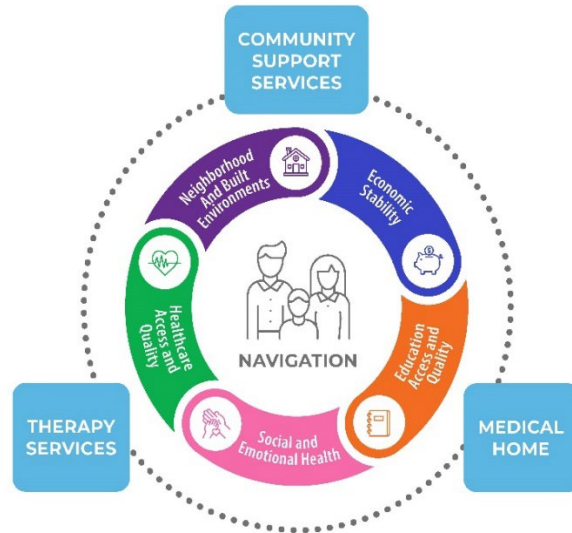 COMMUNITY
SUPPORT
SERVICES
Neighborhood
And Built
Environments
Economic
Stability
$
Healthcare
Access and
Quality
NAVIGATION
Education
Access and
Quality
Social and
Emotional Health
THERAPY
SERVICES
MEDICAL
HOME